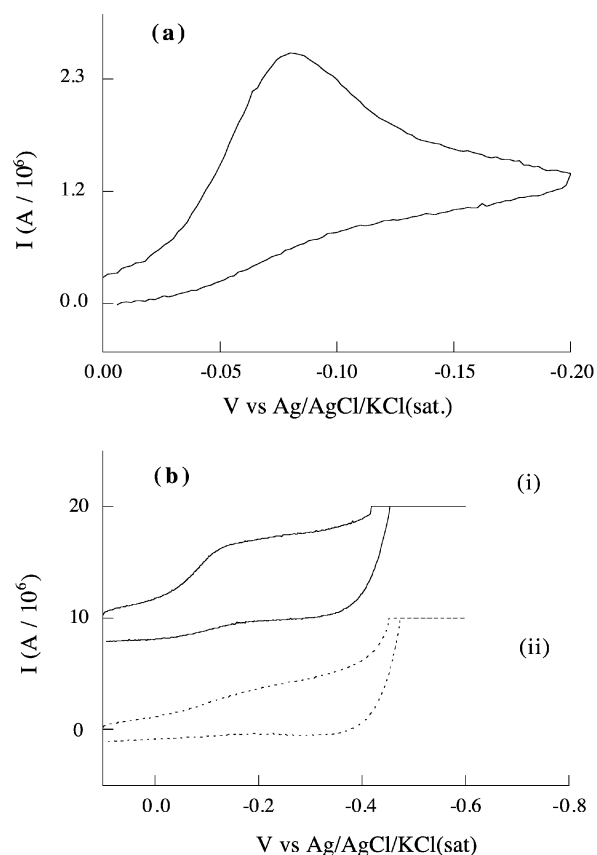 (a)
2.3
1.2
0.0
I (A / 10⁶)
0.00 -0.05 -0.10 -0.15 -0.20
V vs Ag/AgCl/KCl(sat.)
(b)
(i)
20
10
0
(ii)
I (A / 10⁶)
0.0 -0.2 -0.4 -0.6 -0.8
V vs Ag/AgCl/KCl(sat)